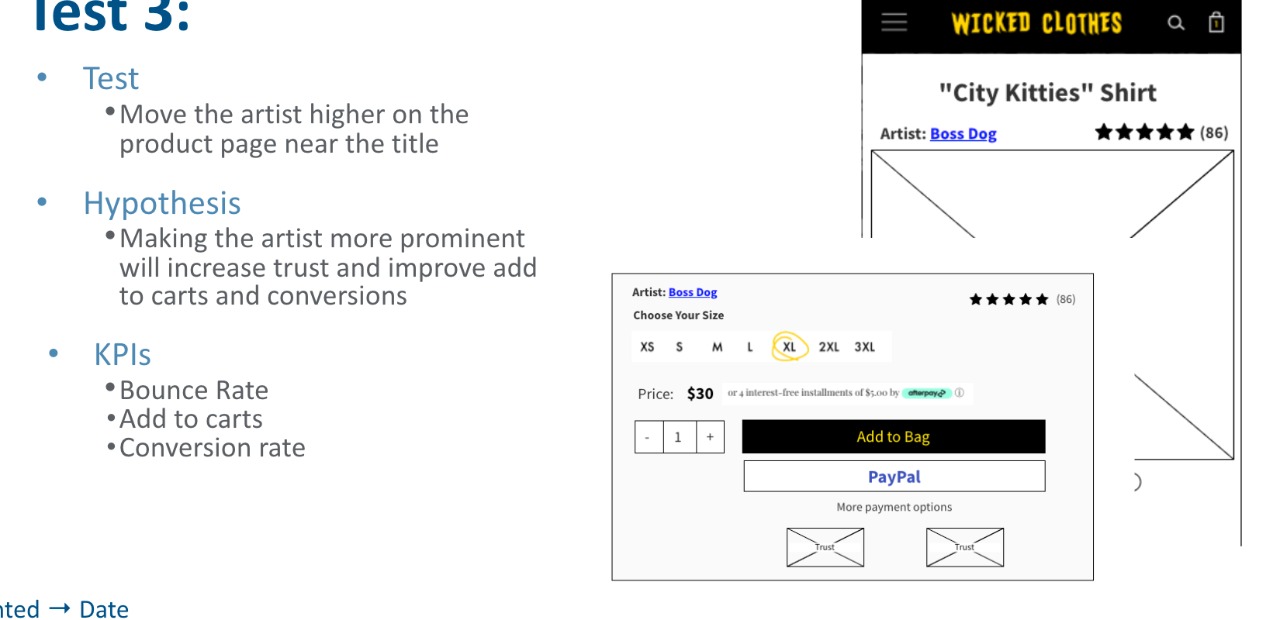 Test 3:
• Test
• Move the artist higher on the
product page near the title
• Hypothesis
• Making the artist more prominent
will increase trust and improve add
to carts and conversions
• KPIs
• Bounce Rate
• Add to carts
• Conversion rate
→ Date
WICKED CLOTHES
1
"City Kitties" Shirt
Artist: Boss Dog ★★★★★ (86)
Artist: Boss Dog ★★★★★ (86)
Choose Your Size
XS S M L XL 2XL 3XL
Price: $30 or 4 interest-free installments of $5.00 by afterpay ⓘ
- 1 + Add to Bag
PayPal
More payment options
Trust Trust